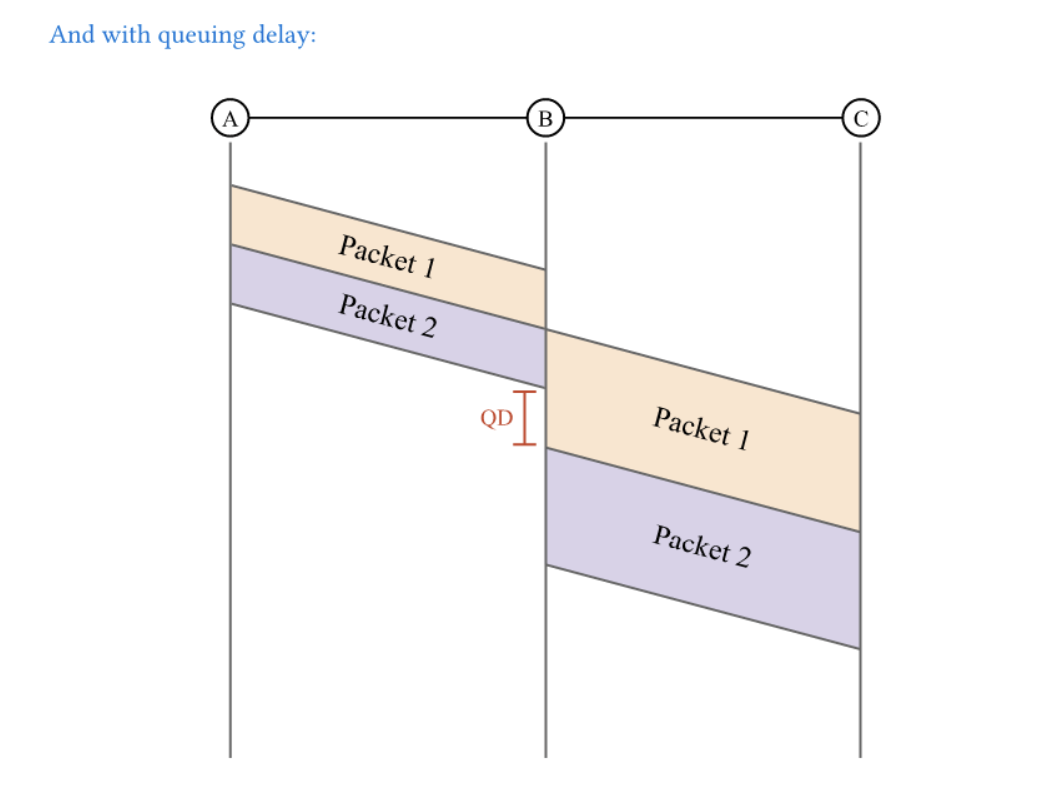 And with queuing delay:
A
B
C
Packet 1
Packet 2
QD
Packet 1
Packet 2